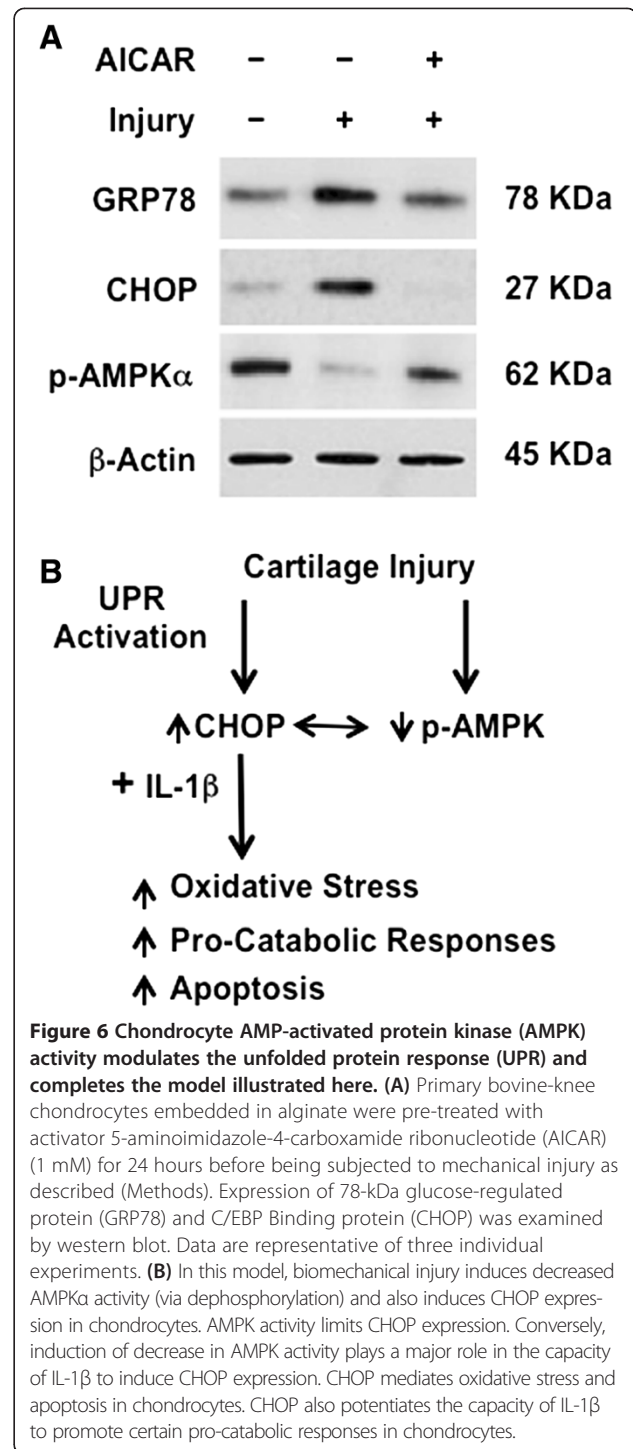 A
AICAR – – +
Injury – + +
GRP78 78 KDa
CHOP 27 KDa
p-AMPKα 62 KDa
β-Actin 45 KDa
B
Cartilage Injury
UPR
Activation
↑CHOP ↔ ↓ p-AMPK
+ IL-1β
↑ Oxidative Stress
↑ Pro-Catabolic Responses
↑ Apoptosis
Figure 6 Chondrocyte AMP-activated protein kinase (AMPK)
activity modulates the unfolded protein response (UPR) and
completes the model illustrated here. (A) Primary bovine-knee
chondrocytes embedded in alginate were pre-treated with
activator 5-aminoimidazole-4-carboxamide ribonucleotide (AICAR)
(1 mM) for 24 hours before being subjected to mechanical injury as
described (Methods). Expression of 78-kDa glucose-regulated
protein (GRP78) and C/EBP Binding protein (CHOP) was examined
by western blot. Data are representative of three individual
experiments. (B) In this model, biomechanical injury induces decreased
AMPKα activity (via dephosphorylation) and also induces CHOP expres-
sion in chondrocytes. AMPK activity limits CHOP expression. Conversely,
induction of decrease in AMPK activity plays a major role in the capacity
of IL-1β to induce CHOP expression. CHOP mediates oxidative stress and
apoptosis in chondrocytes. CHOP also potentiates the capacity of IL-1β
to promote certain pro-catabolic responses in chondrocytes.